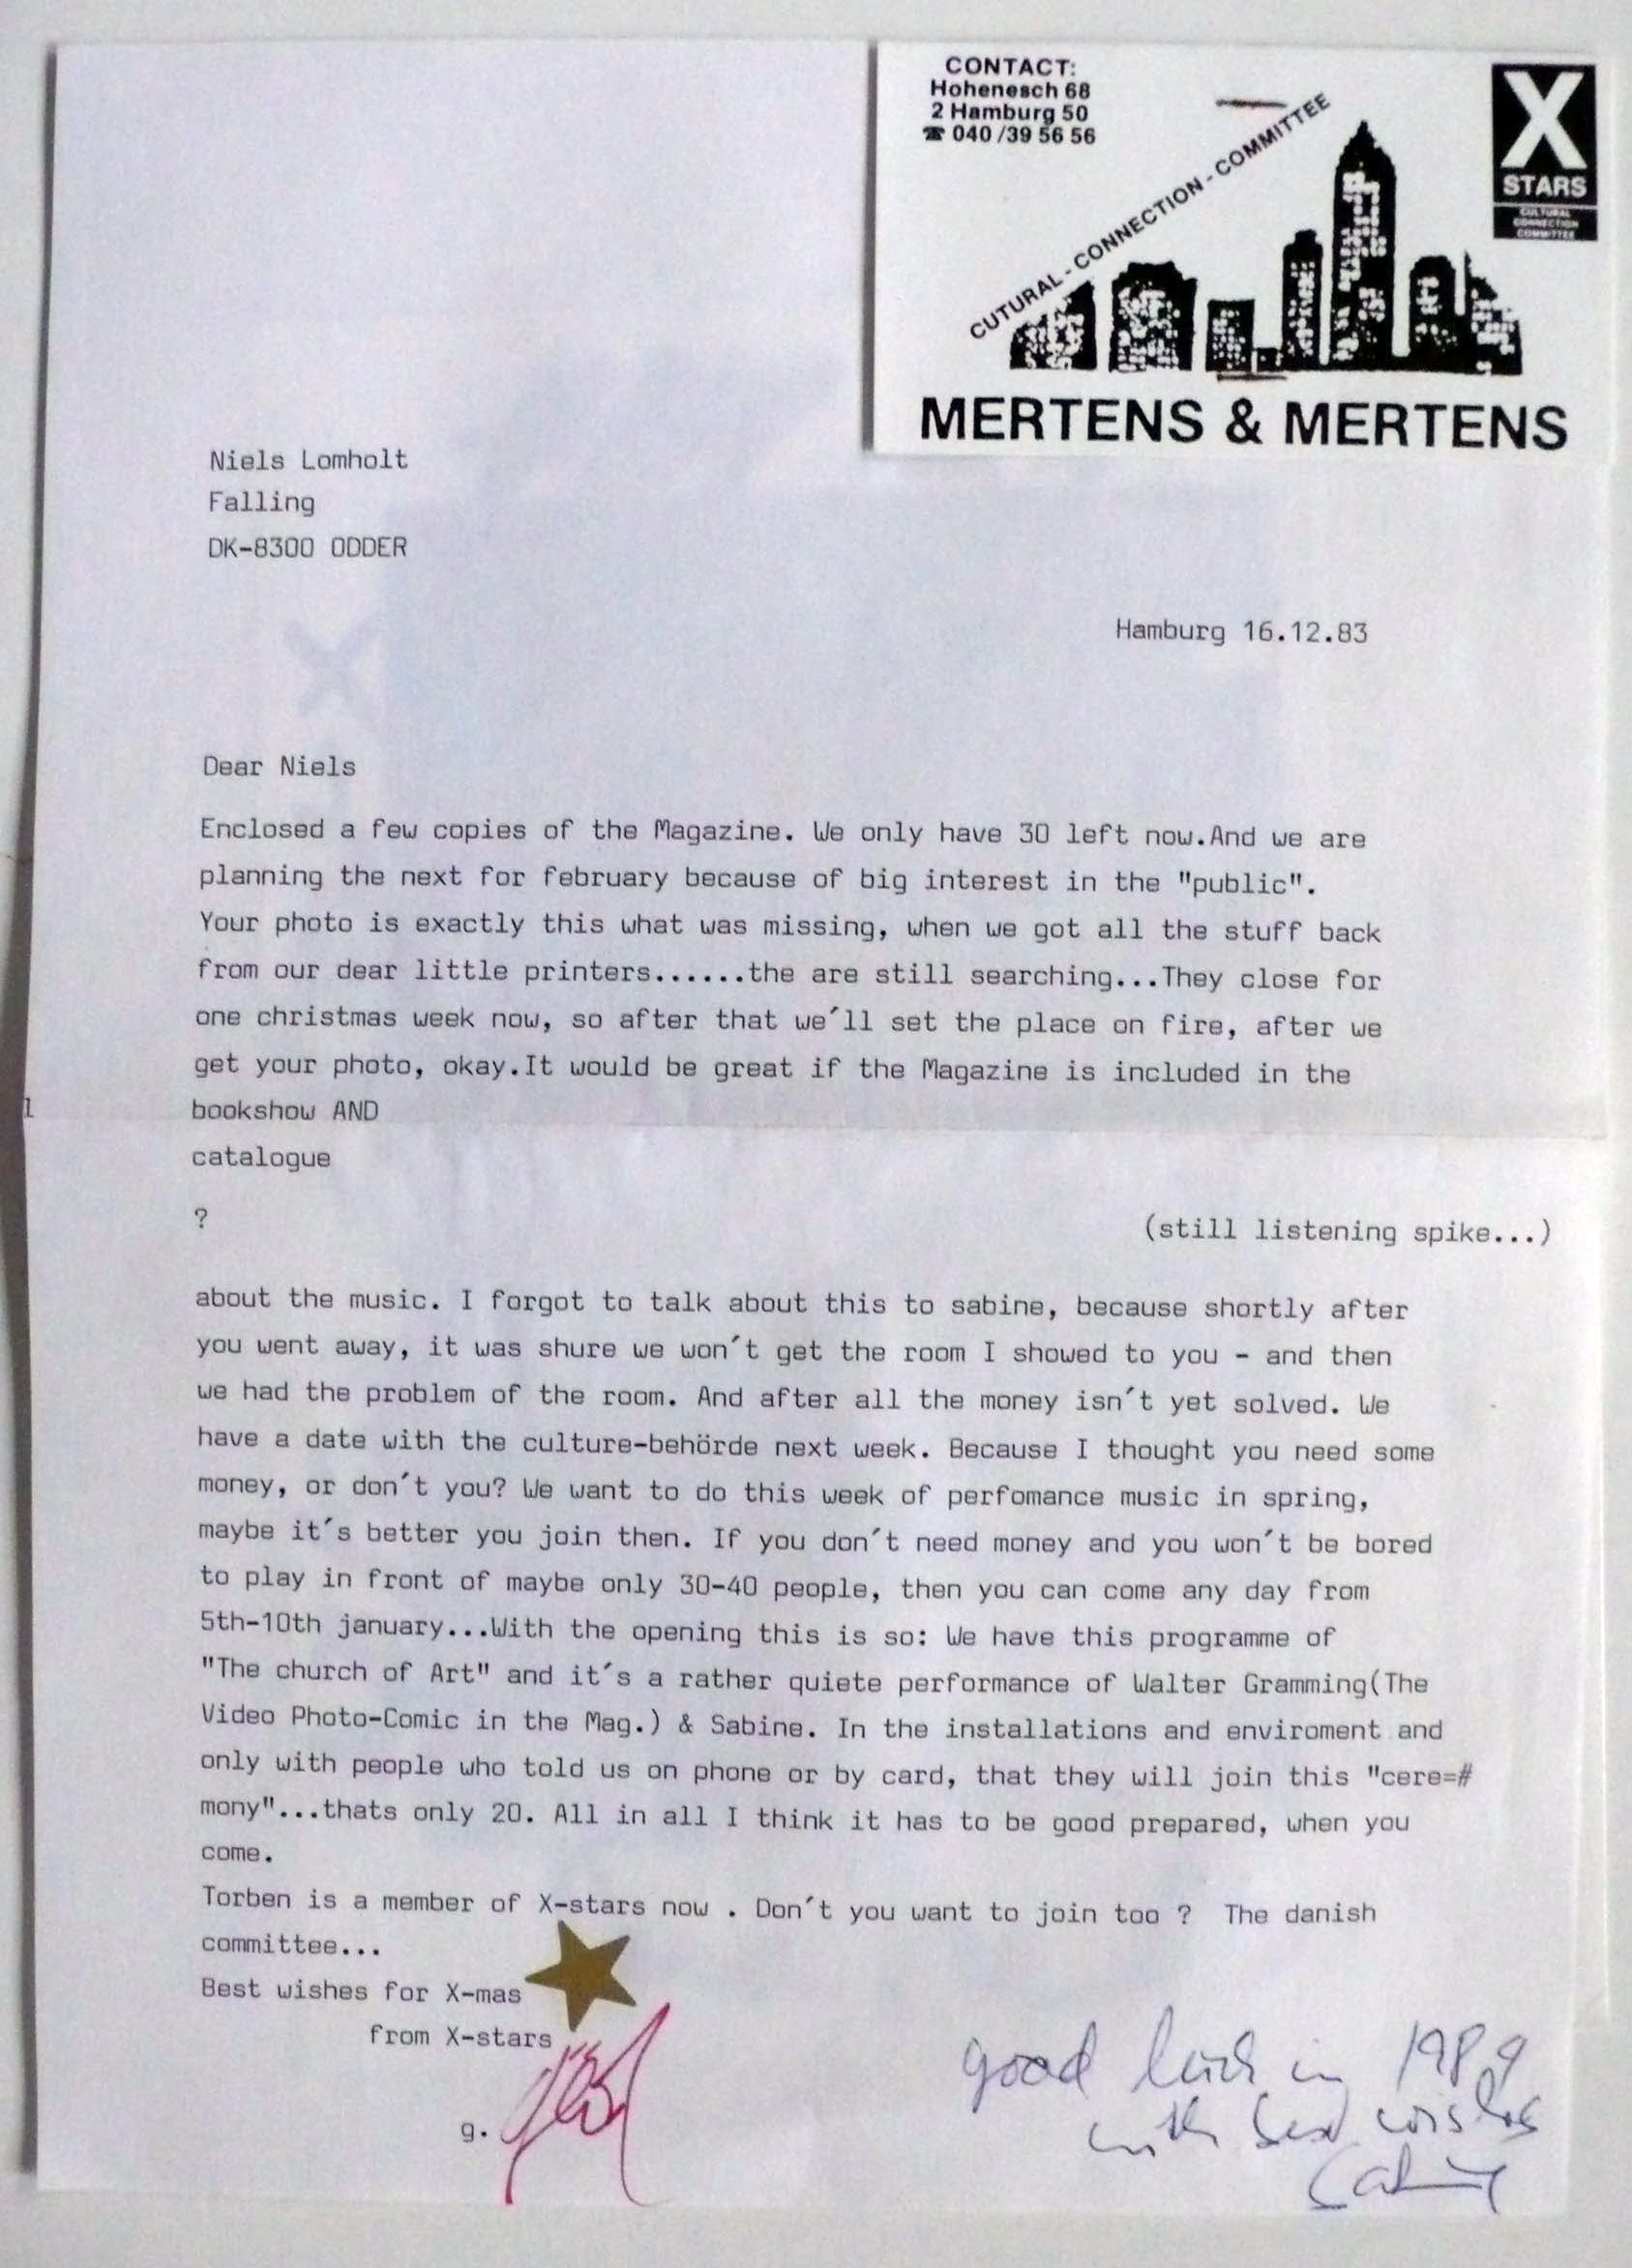 CONTACT:
Hohenesch 68
2 Hamburg 50
☎ 040/39 56 56
CUTURAL - CONNECTION - COMMITTEE
X
STARS
CULTURAL
CONNECTION
COMMITTEE
MERTENS & MERTENS
Niels Lomholt
Falling
DK-8300 ODDER
Hamburg 16.12.83
Dear Niels
Enclosed a few copies of the Magazine. We only have 30 left now.And we are
planning the next for february because of big interest in the "public".
Your photo is exactly this what was missing, when we got all the stuff back
from our dear little printers......the are still searching...They close for
one christmas week now, so after that we´ll set the place on fire, after we
get your photo, okay.It would be great if the Magazine is included in the
bookshow AND
catalogue
?
(still listening spike...)
about the music. I forgot to talk about this to sabine, because shortly after
you went away, it was shure we won´t get the room I showed to you - and then
we had the problem of the room. And after all the money isn´t yet solved. We
have a date with the culture-behörde next week. Because I thought you need some
money, or don´t you? We want to do this week of perfomance music in spring,
maybe it´s better you join then. If you don´t need money and you won´t be bored
to play in front of maybe only 30-40 people, then you can come any day from
5th-10th january...With the opening this is so: We have this programme of
"The church of Art" and it´s a rather quiete performance of Walter Gramming(The
Video Photo-Comic in the Mag.) & Sabine. In the installations and enviroment and
only with people who told us on phone or by card, that they will join this "cere=#
mony"...thats only 20. All in all I think it has to be good prepared, when you
come.
Torben is a member of X-stars now . Don´t you want to join too ?  The danish
committee...
Best wishes for X-mas
from X-stars
g.
good luck in
with best wishes
Sabine